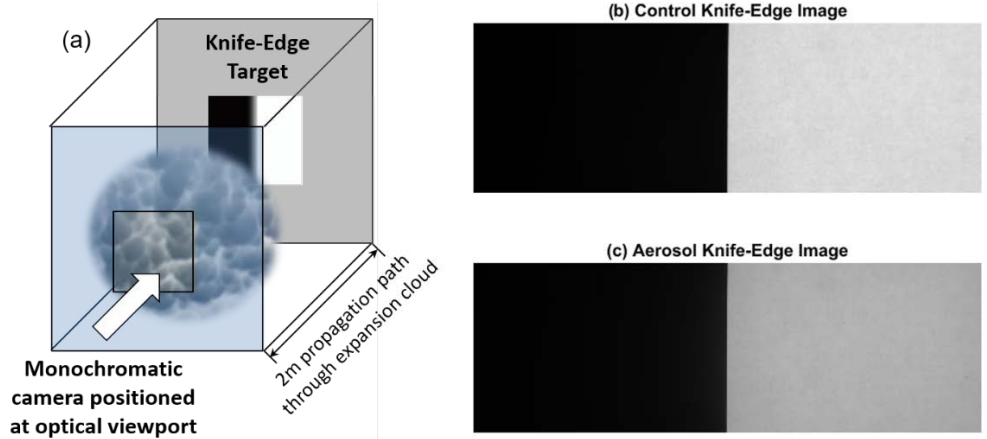 (a)
Knife-Edge
Target
2m propagation path
through expansion cloud
Monochromatic
camera positioned
at optical viewport
(b) Control Knife-Edge Image
(c) Aerosol Knife-Edge Image